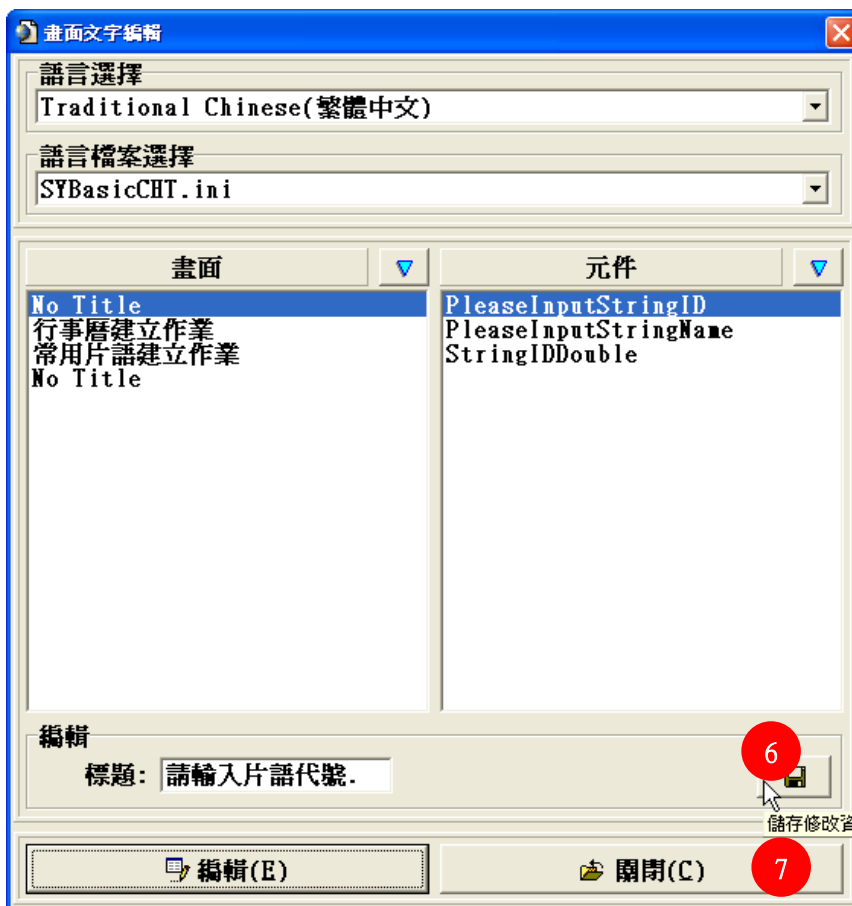 畫面文字編輯
語言選擇
Traditional Chinese(繁體中文)
語言檔案選擇
SYBasicCHT.ini
畫面
元件
No Title
行事曆建立作業
常用片語建立作業
No Title
PleaseInputStringID
PleaseInputStringName
StringIDDouble
編輯
標題: 請輸入片語代號.
6
儲存修改資
編輯(E)
關閉(C)
7